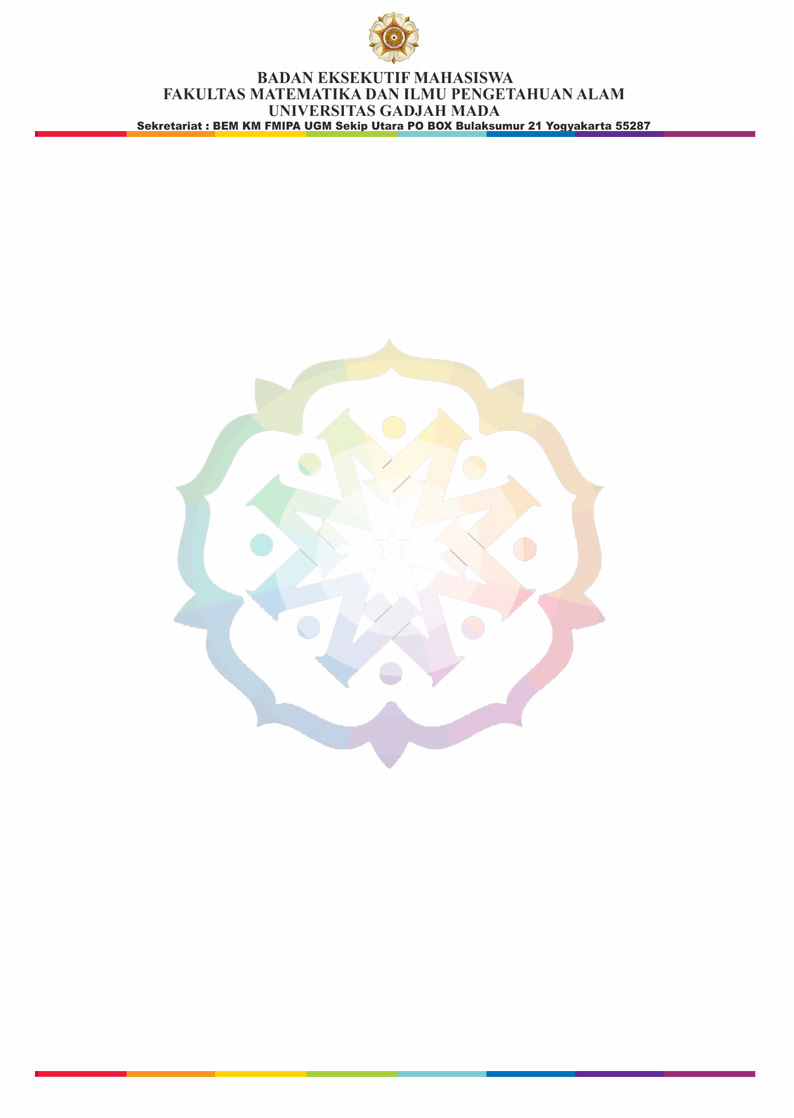 BADAN EKSEKUTIF MAHASISWA
FAKULTAS MATEMATIKA DAN ILMU PENGETAHUAN ALAM
UNIVERSITAS GADJAH MADA
Sekretariat : BEM KM FMIPA UGM Sekip Utara PO BOX Bulaksumur 21 Yogyakarta 55287